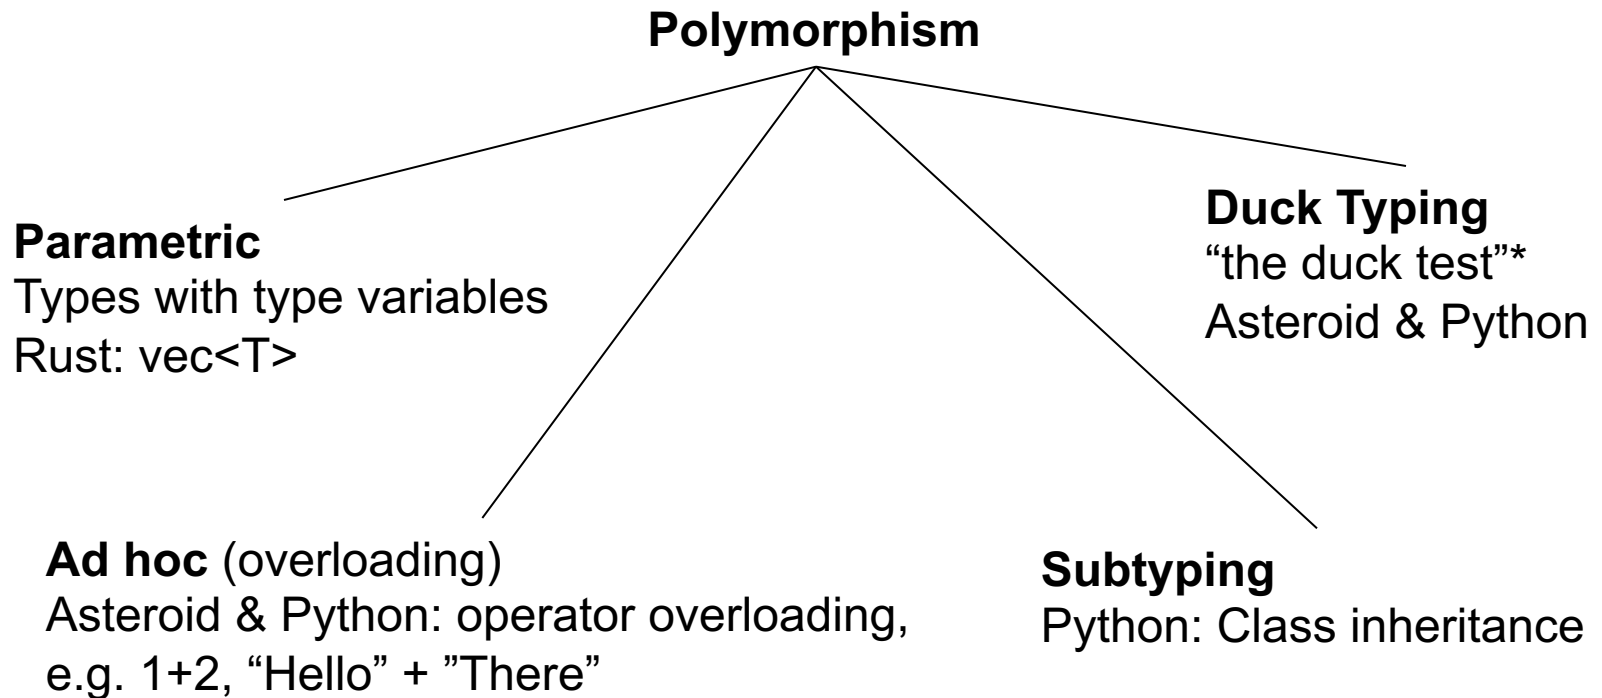 Polymorphism
Parametric
Types with type variables
Rust: vec<T>
Duck Typing
“the duck test”*
Asteroid & Python
Ad hoc (overloading)
Asteroid & Python: operator overloading,
e.g. 1+2, “Hello” + ”There”
Subtyping
Python: Class inheritance